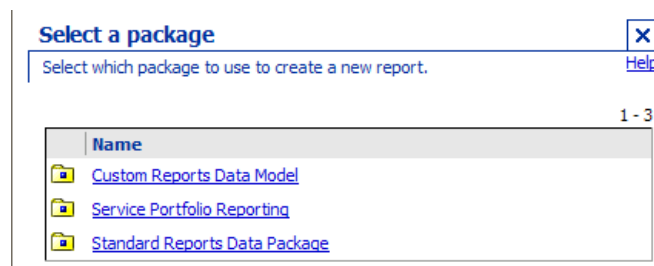 Select a package
Select which package to use to create a new report.
Help
1 - 3
Name
Custom Reports Data Model
Service Portfolio Reporting
Standard Reports Data Package